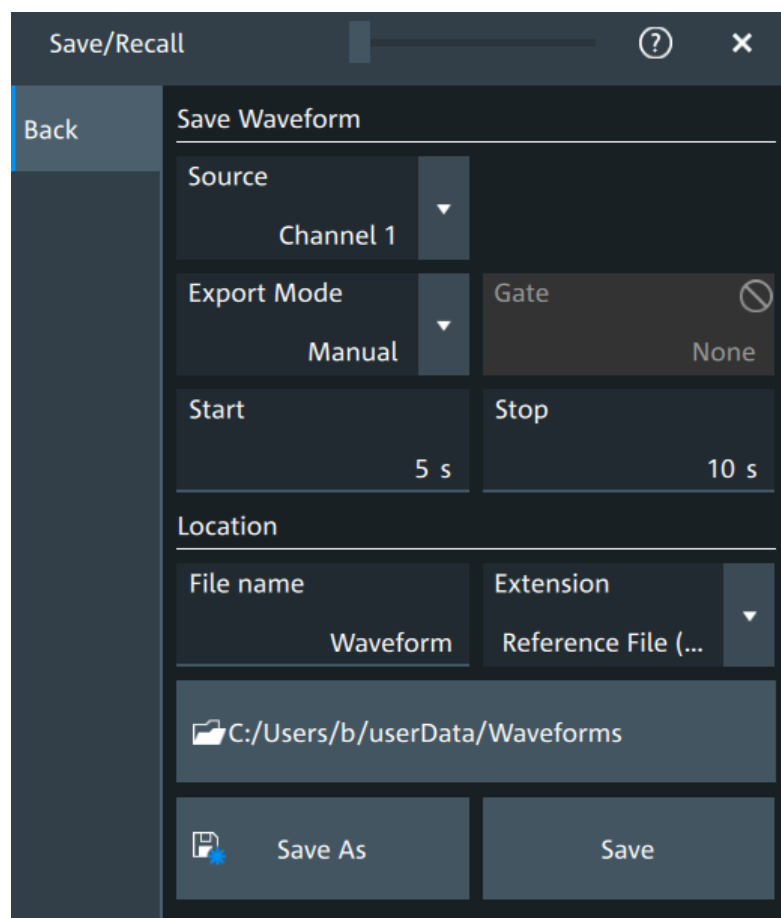 Save/Recall
Back
Save Waveform
Source
Channel 1
Export Mode
Manual
Gate
None
Start
5 s
Stop
10 s
Location
File name
Waveform
Extension
Reference File (...
C:/Users/b/userData/Waveforms
Save As
Save